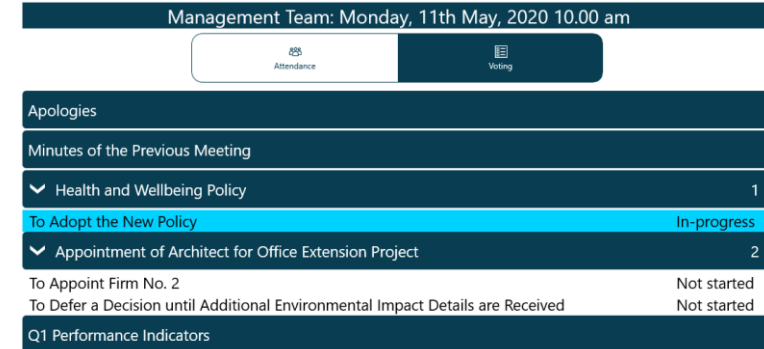 Management Team: Monday, 11th May, 2020 10.00 am
Attendance
Voting
Apologies
Minutes of the Previous Meeting
Health and Wellbeing Policy 1
To Adopt the New Policy In-progress
Appointment of Architect for Office Extension Project 2
To Appoint Firm No. 2 Not started
To Defer a Decision until Additional Environmental Impact Details are Received Not started
Q1 Performance Indicators